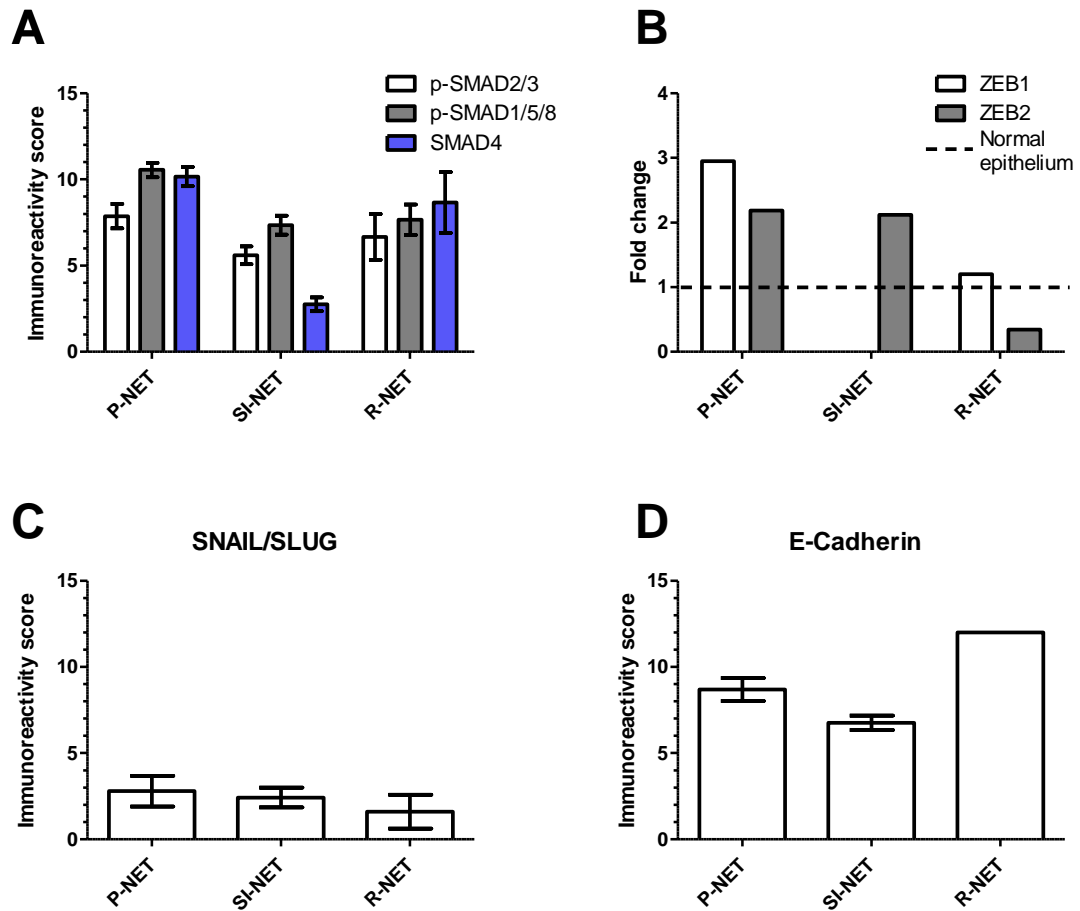 A
p-SMAD2/3
p-SMAD1/5/8
SMAD4
Immunoreactivity score
15
10
5
0
P-NET
SI-NET
R-NET
B
ZEB1
ZEB2
Normal
epithelium
Fold change
4
3
2
1
0
P-NET
SI-NET
R-NET
C
SNAIL/SLUG
Immunoreactivity score
15
10
5
0
P-NET
SI-NET
R-NET
D
E-Cadherin
Immunoreactivity score
15
10
5
0
P-NET
SI-NET
R-NET